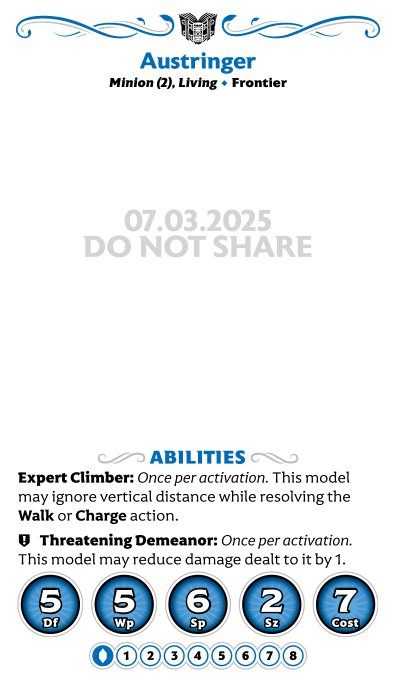 Austringer
Minion (2), Living ⬥ Frontier
07.03.2025
DO NOT SHARE
ABILITIES
Expert Climber: Once per activation. This model
may ignore vertical distance while resolving the
Walk or Charge action.
Threatening Demeanor: Once per activation.
This model may reduce damage dealt to it by 1.
5 5 6 2 7
Df Wp Sp Sz Cost
1 2 3 4 5 6 7 8